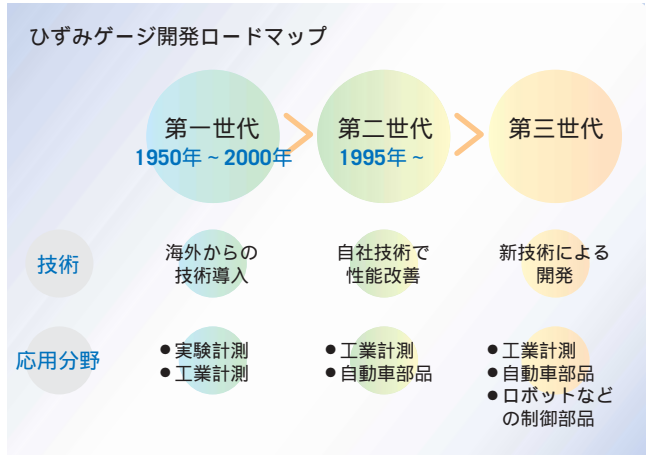 ひずみゲージ開発ロードマップ
第一世代
1950年~2000年
第二世代
1995年~
第三世代
技術
海外からの
技術導入
自社技術で
性能改善
新技術による
開発
応用分野
●実験計測
●工業計測
●工業計測
●自動車部品
●工業計測
●自動車部品
●ロボットなど
の制御部品